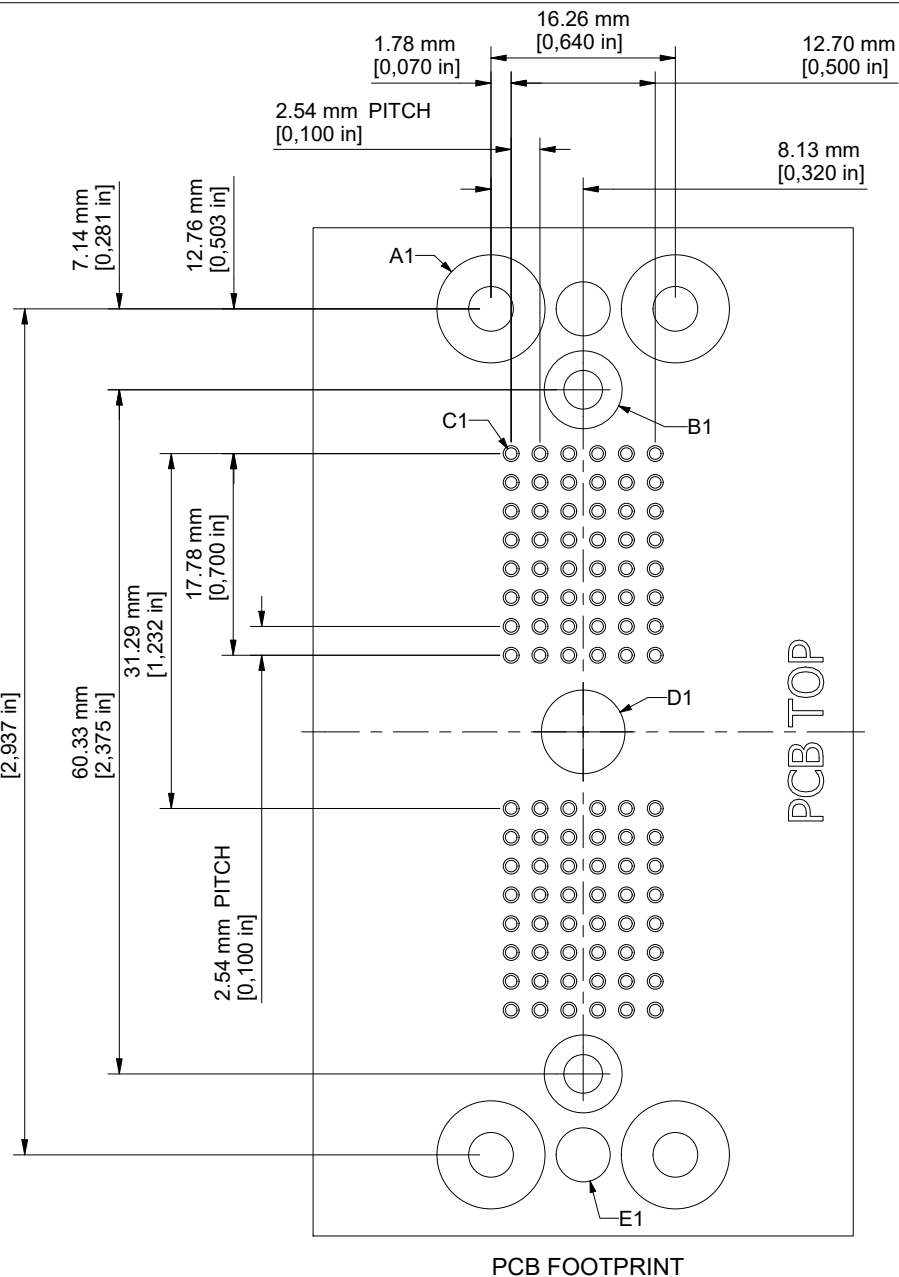 16.26 mm
[0,640 in]
1.78 mm
[0,070 in]
12.70 mm
[0,500 in]
2.54 mm PITCH
[0,100 in]
8.13 mm
[0,320 in]
7.14 mm
[0,281 in]
12.76 mm
[0,503 in]
A1
B1
C1
17.78 mm
[0,700 in]
31.29 mm
[1,232 in]
60.33 mm
[2,375 in]
[2,937 in]
D1
PCB TOP
2.54 mm PITCH
[0,100 in]
E1
PCB FOOTPRINT